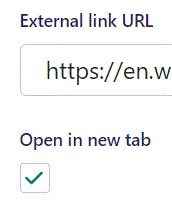 External link URL
https://en.w
Open in new tab